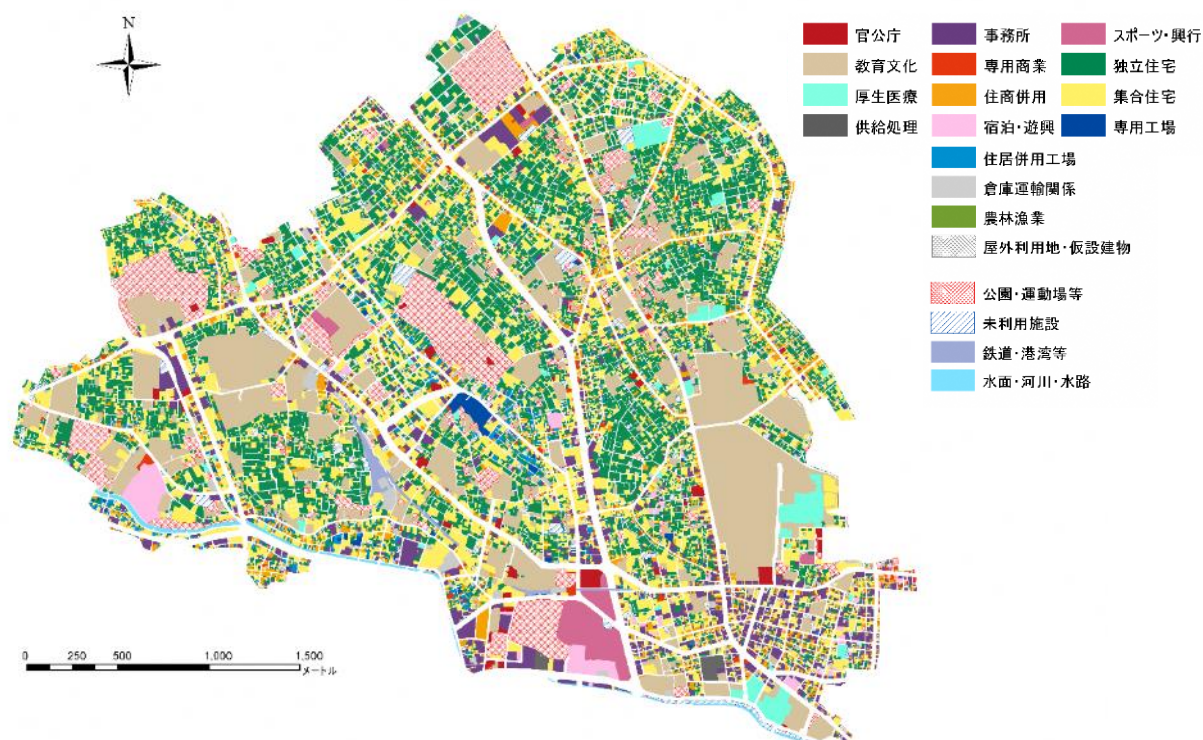 N
官公庁
事務所
スポーツ・興行
教育文化
専用商業
独立住宅
厚生医療
住商併用
集合住宅
供給処理
宿泊・遊興
専用工場
住居併用工場
倉庫運輸関係
農林漁業
屋外利用地・仮設建物
公園・運動場等
未利用施設
鉄道・港湾等
水面・河川・水路
0 250 500 1,000 1,500
メートル